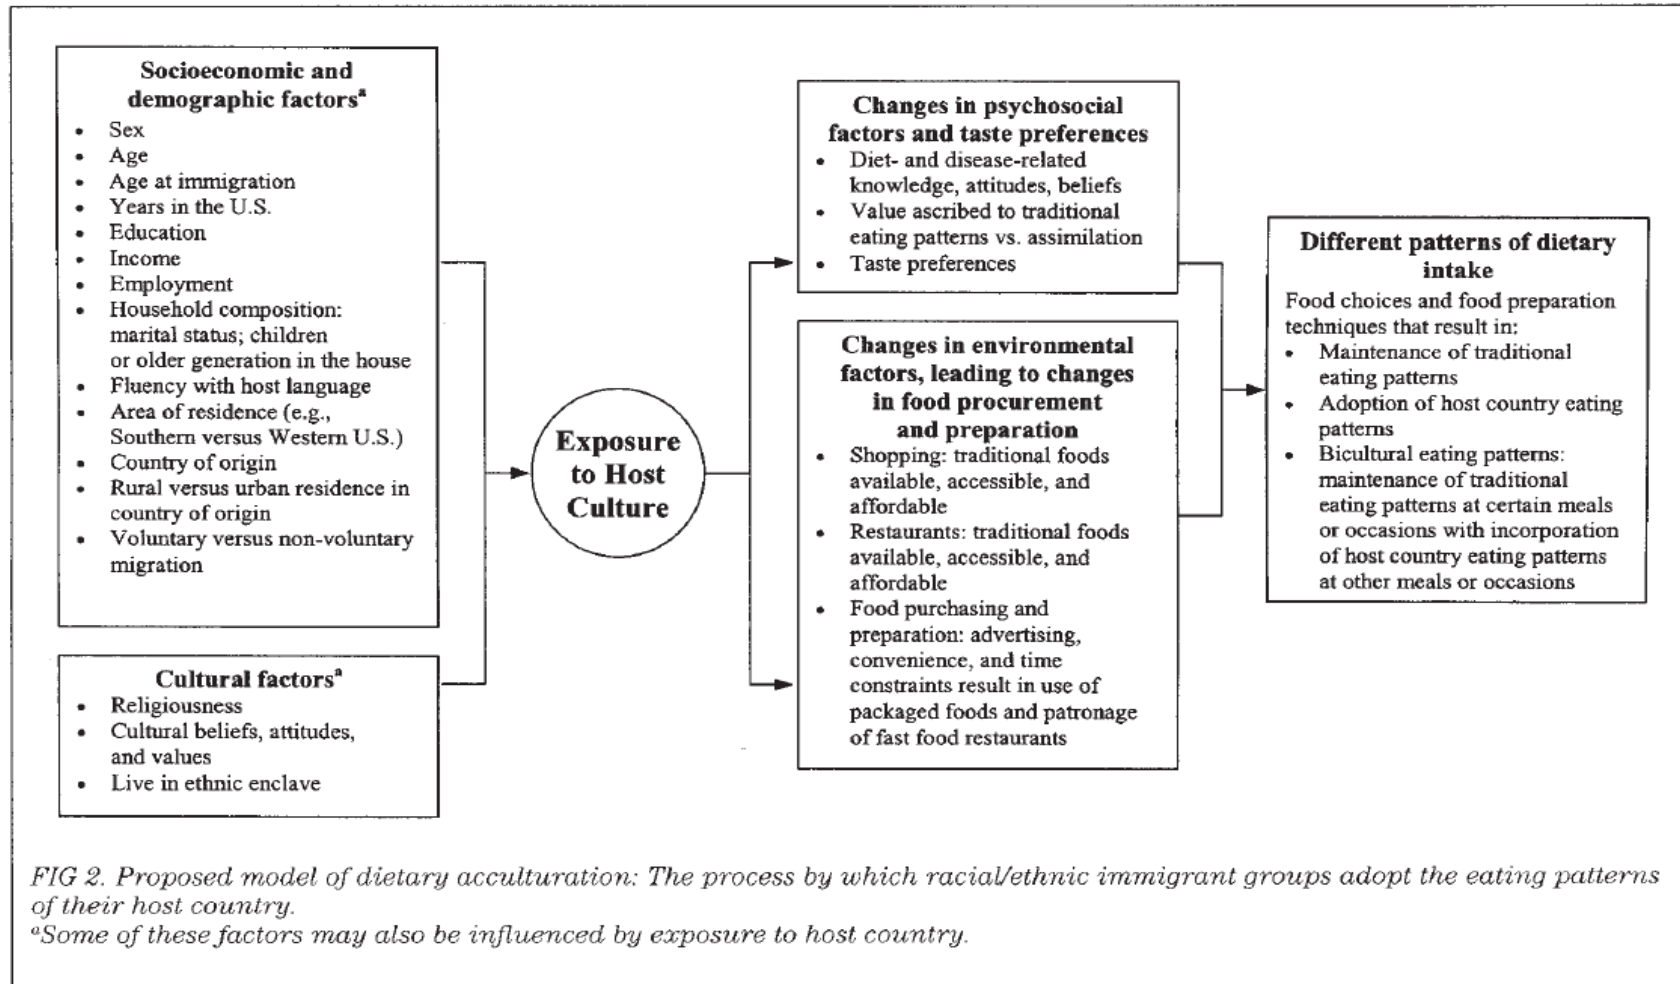 Socioeconomic and
demographic factorsª
• Sex
• Age
• Age at immigration
• Years in the U.S.
• Education
• Income
• Employment
• Household composition:
marital status; children
or older generation in the house
• Fluency with host language
• Area of residence (e.g.,
Southern versus Western U.S.)
• Country of origin
• Rural versus urban residence in
country of origin
• Voluntary versus non-voluntary
migration
Cultural factorsª
• Religiousness
• Cultural beliefs, attitudes,
and values
• Live in ethnic enclave
Exposure
to Host
Culture
Changes in psychosocial
factors and taste preferences
• Diet- and disease-related
knowledge, attitudes, beliefs
• Value ascribed to traditional
eating patterns vs. assimilation
• Taste preferences
Changes in environmental
factors, leading to changes
in food procurement
and preparation
• Shopping: traditional foods
available, accessible, and
affordable
• Restaurants: traditional foods
available, accessible, and
affordable
• Food purchasing and
preparation: advertising,
convenience, and time
constraints result in use of
packaged foods and patronage
of fast food restaurants
Different patterns of dietary
intake
Food choices and food preparation
techniques that result in:
• Maintenance of traditional
eating patterns
• Adoption of host country eating
patterns
• Bicultural eating patterns:
maintenance of traditional
eating patterns at certain meals
or occasions with incorporation
of host country eating patterns
at other meals or occasions
FIG 2. Proposed model of dietary acculturation: The process by which racial/ethnic immigrant groups adopt the eating patterns
of their host country.
ªSome of these factors may also be influenced by exposure to host country.